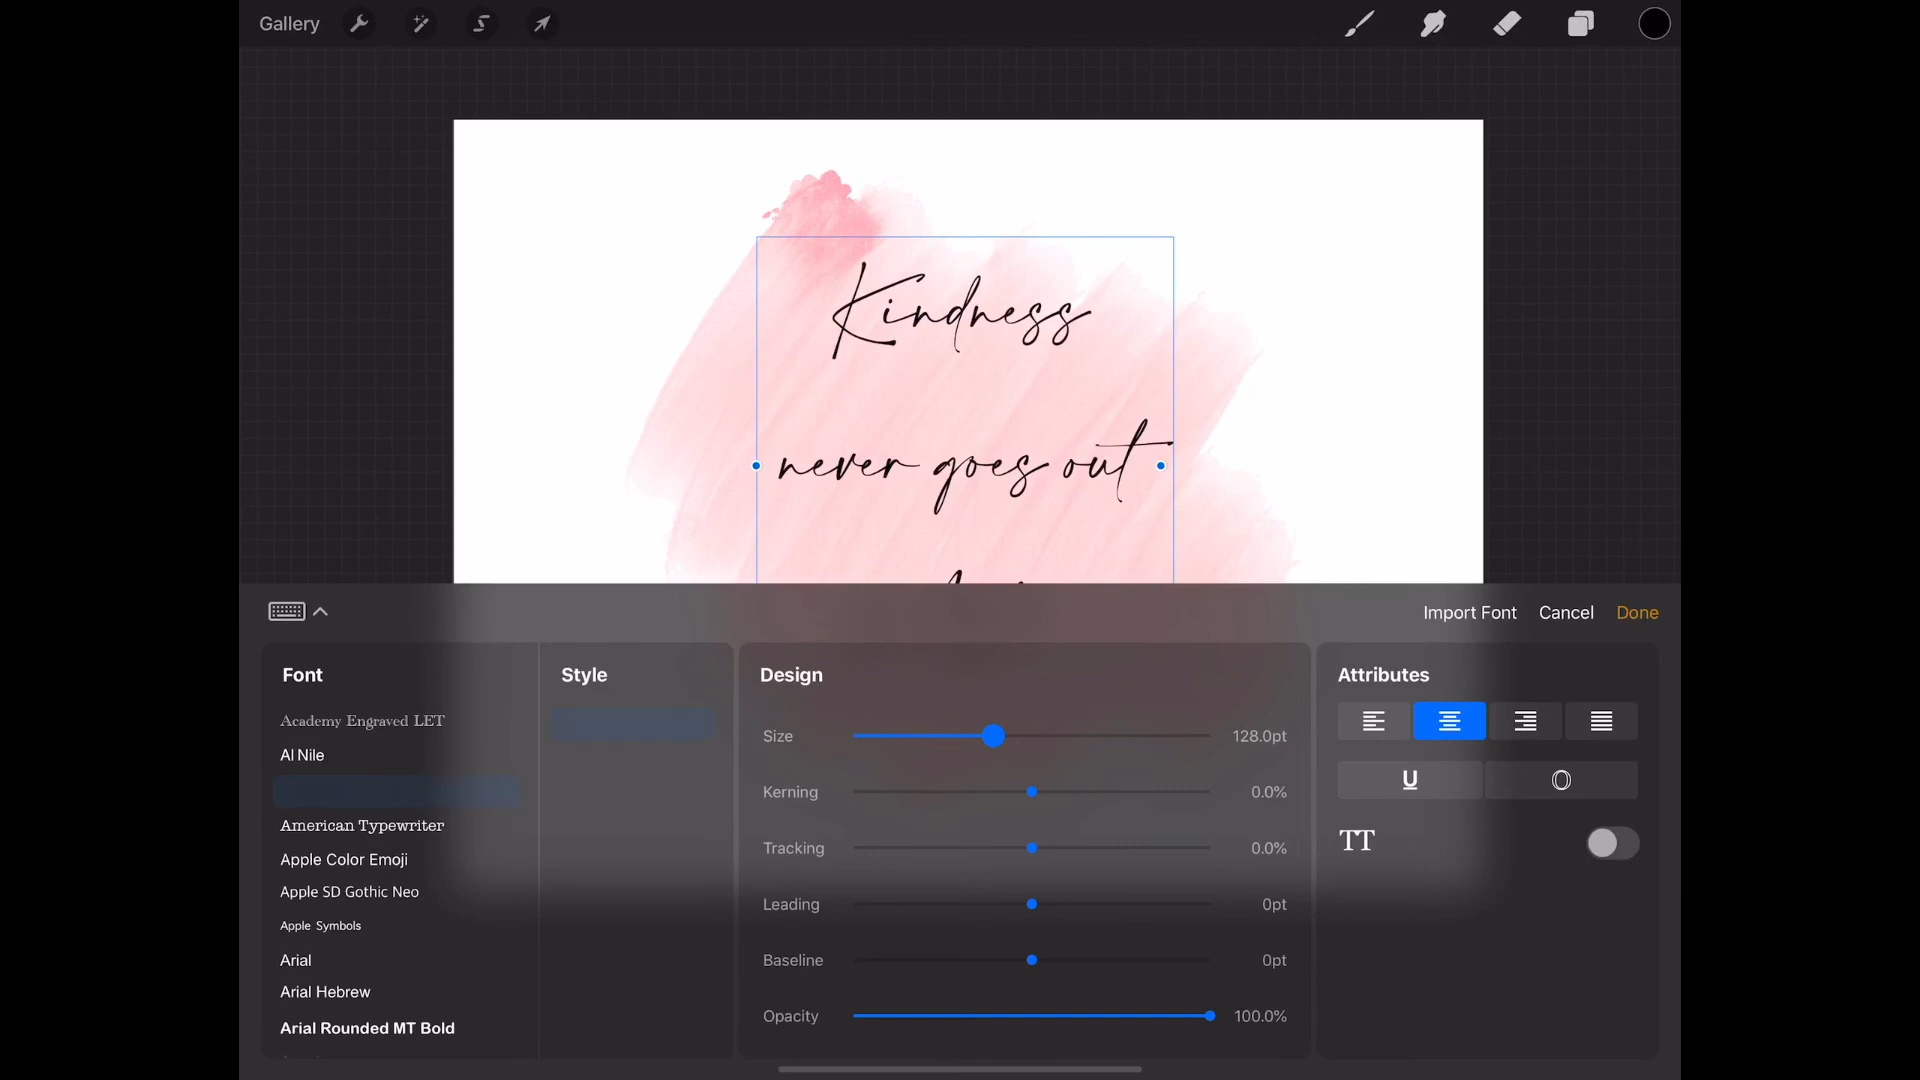 Gallery
Kindness
never goes out
Import Font Cancel Done
Font
Style
Design
Attributes
Academy Engraved LET
Al Nile
American Typewriter
Apple Color Emoji
Apple SD Gothic Neo
Apple Symbols
Arial
Arial Hebrew
Arial Rounded MT Bold
Size 128.0pt
Kerning 0.0%
Tracking 0.0%
Leading 0pt
Baseline 0pt
Opacity 100.0%
U O
TT